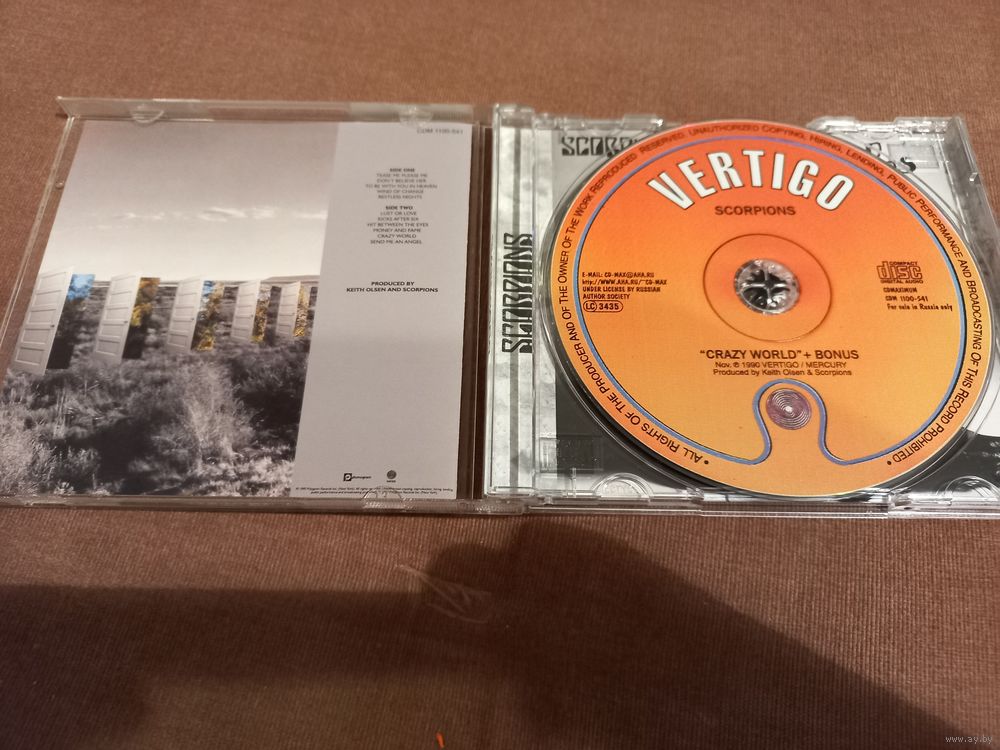 CDM 1100-541
SIDE ONE
TEASE ME PLEASE ME
DON'T BELIEVE HER
TO BE WITH YOU IN HEAVEN
WIND OF CHANGE
RESTLESS NIGHTS
SIDE TWO
LUST OR LOVE
KICKS AFTER SIX
HIT BETWEEN THE EYES
MONEY AND FAME
CRAZY WORLD
SEND ME AN ANGEL
PRODUCED BY
KEITH OLSEN AND SCORPIONS
SCORPIONS
• ALL RIGHTS OF THE PRODUCER AND OF THE OWNER OF THE WORK REPRODUCED RESERVED. UNAUTHORIZED COPYING, HIRING, LENDING, PUBLIC PERFORMANCE AND BROADCASTING OF THIS RECORD PROHIBITED •
VERTIGO
SCORPIONS
E-MAIL: CD-MAX@AHA.RU
http://WWW.AHA.RU/~CD-MAX
UNDER LICENSE BY RUSSIAN
AUTHOR SOCIETY
LC 3435
COMPACT
disc
DIGITAL AUDIO
CDMAXIMUM
CDM 1100-541
For sale in Russia only
"CRAZY WORLD" + BONUS
Nov. ℗ 1990 VERTIGO / MERCURY
Produced by Keith Olsen & Scorpions
www.ay.by